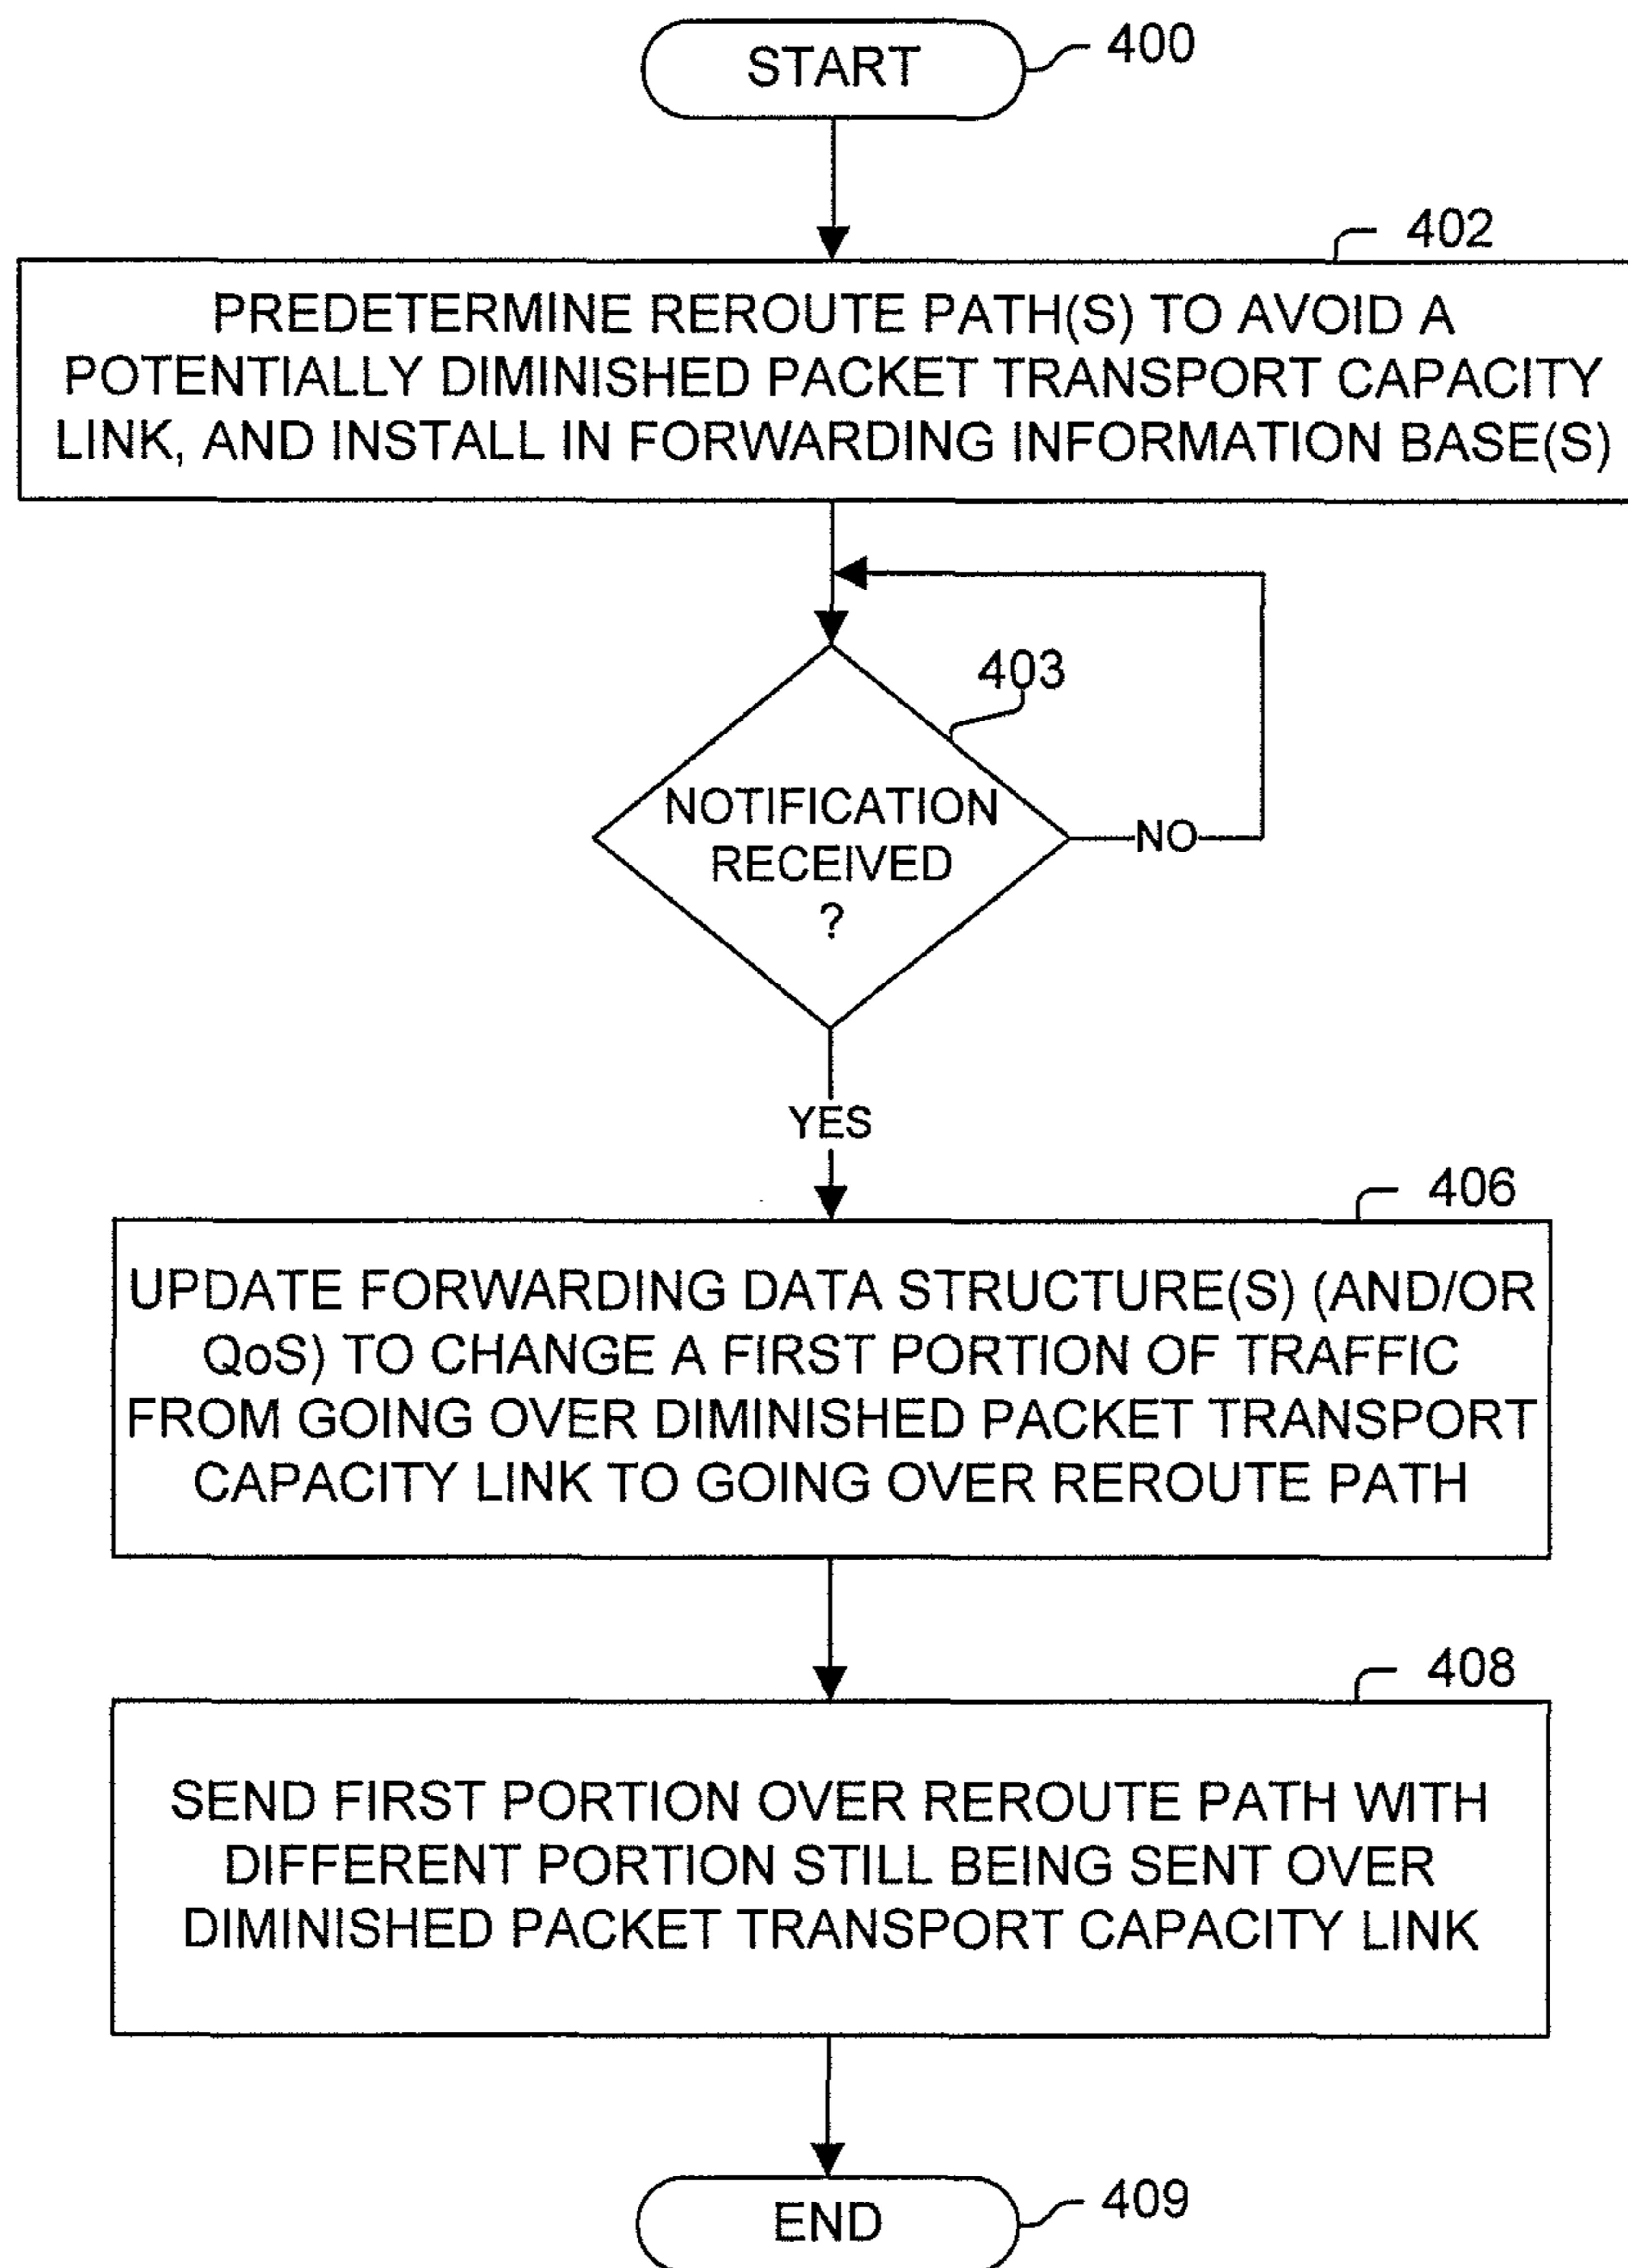 START
400
402
PREDETERMINE REROUTE PATH(S) TO AVOID A
POTENTIALLY DIMINISHED PACKET TRANSPORT CAPACITY
LINK, AND INSTALL IN FORWARDING INFORMATION BASE(S)
403
NOTIFICATION
RECEIVED
?
NO
YES
406
UPDATE FORWARDING DATA STRUCTURE(S) (AND/OR
QoS) TO CHANGE A FIRST PORTION OF TRAFFIC
FROM GOING OVER DIMINISHED PACKET TRANSPORT
CAPACITY LINK TO GOING OVER REROUTE PATH
408
SEND FIRST PORTION OVER REROUTE PATH WITH
DIFFERENT PORTION STILL BEING SENT OVER
DIMINISHED PACKET TRANSPORT CAPACITY LINK
END
409